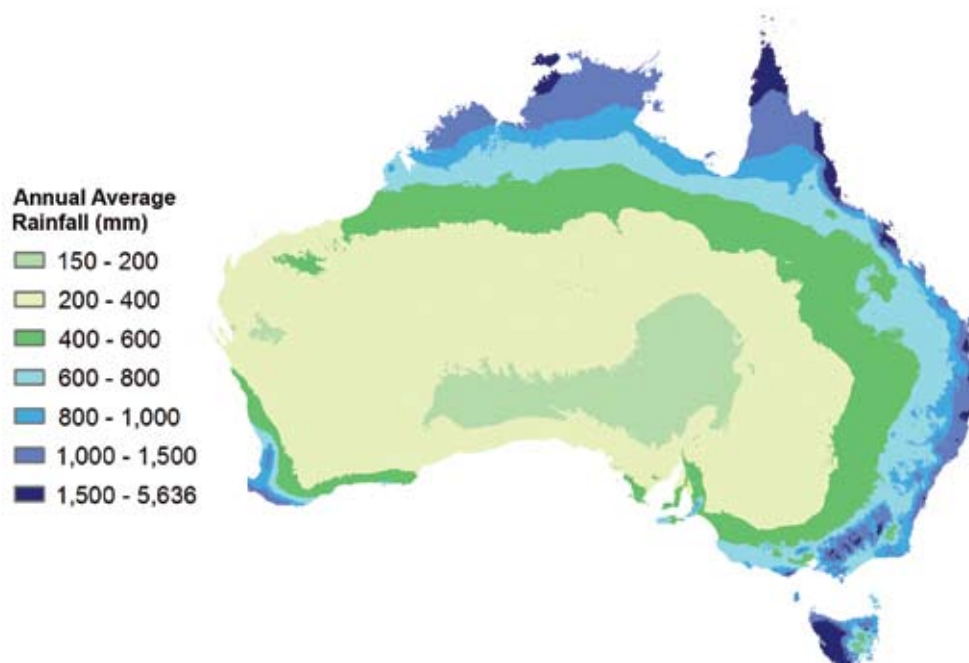 Annual Average
Rainfall (mm)
150 - 200
200 - 400
400 - 600
600 - 800
800 - 1,000
1,000 - 1,500
1,500 - 5,636